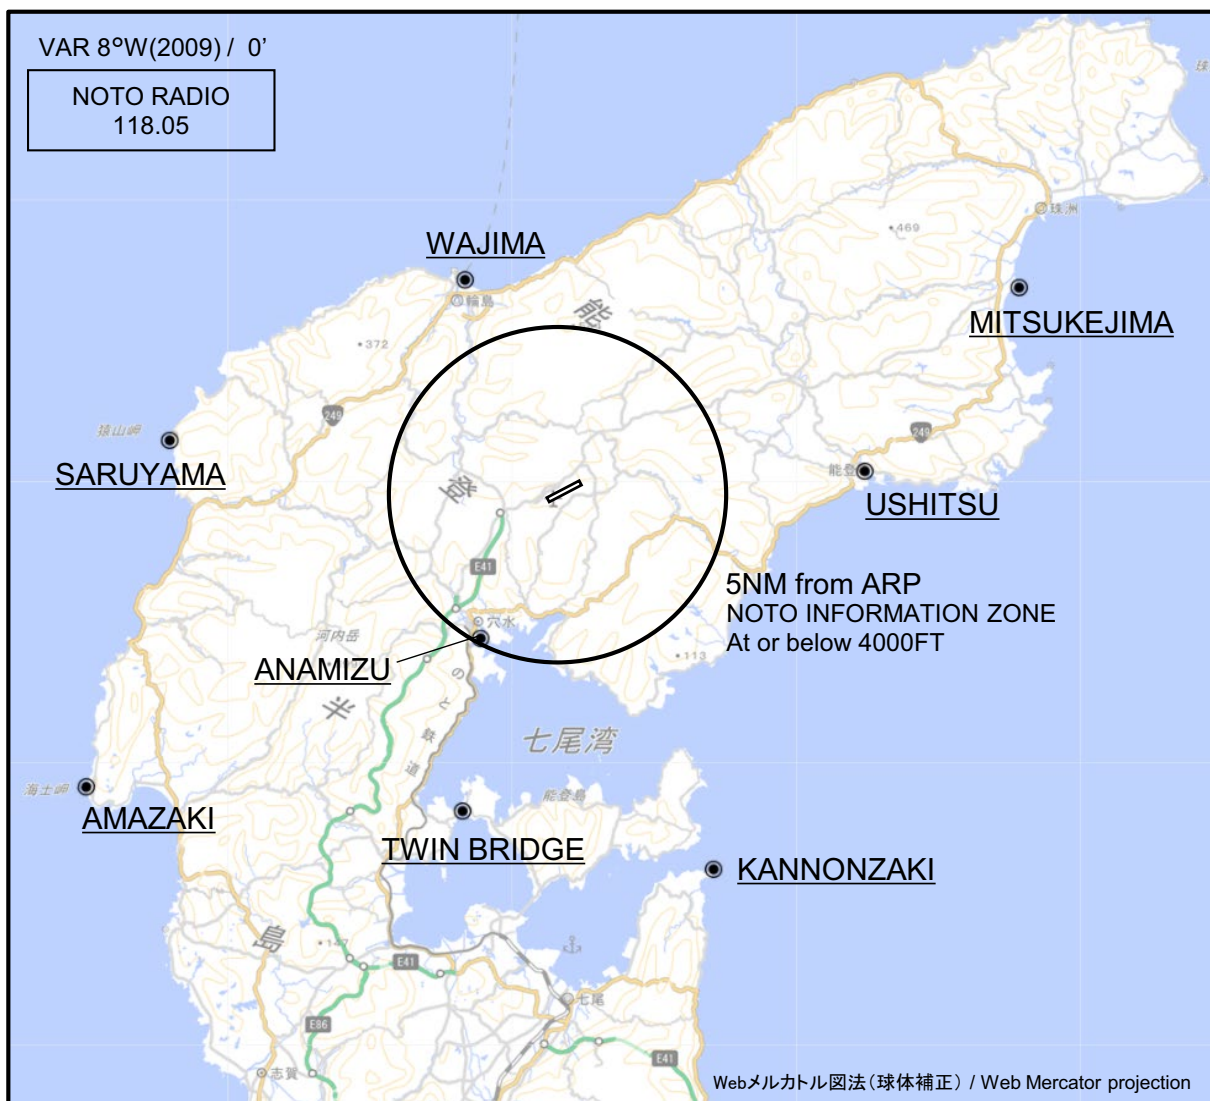 VAR 8°W(2009) / 0’
NOTO RADIO
118.05
珠洲
469
WAJIMA
輪島
能
MITSUKEJIMA
372
249
猿山岬
SARUYAMA
249
能登
USHITSU
登
E41
5NM from ARP
NOTO INFORMATION ZONE
At or below 4000FT
穴水
河内岳
ANAMIZU
113
のと鉄道
半
七尾湾
海士岬
AMAZAKI
能登島
TWIN BRIDGE
KANNONZAKI
島
147
E41
七尾
E86
E41
志賀
Webメルカトル図法(球体補正) / Web Mercator projection